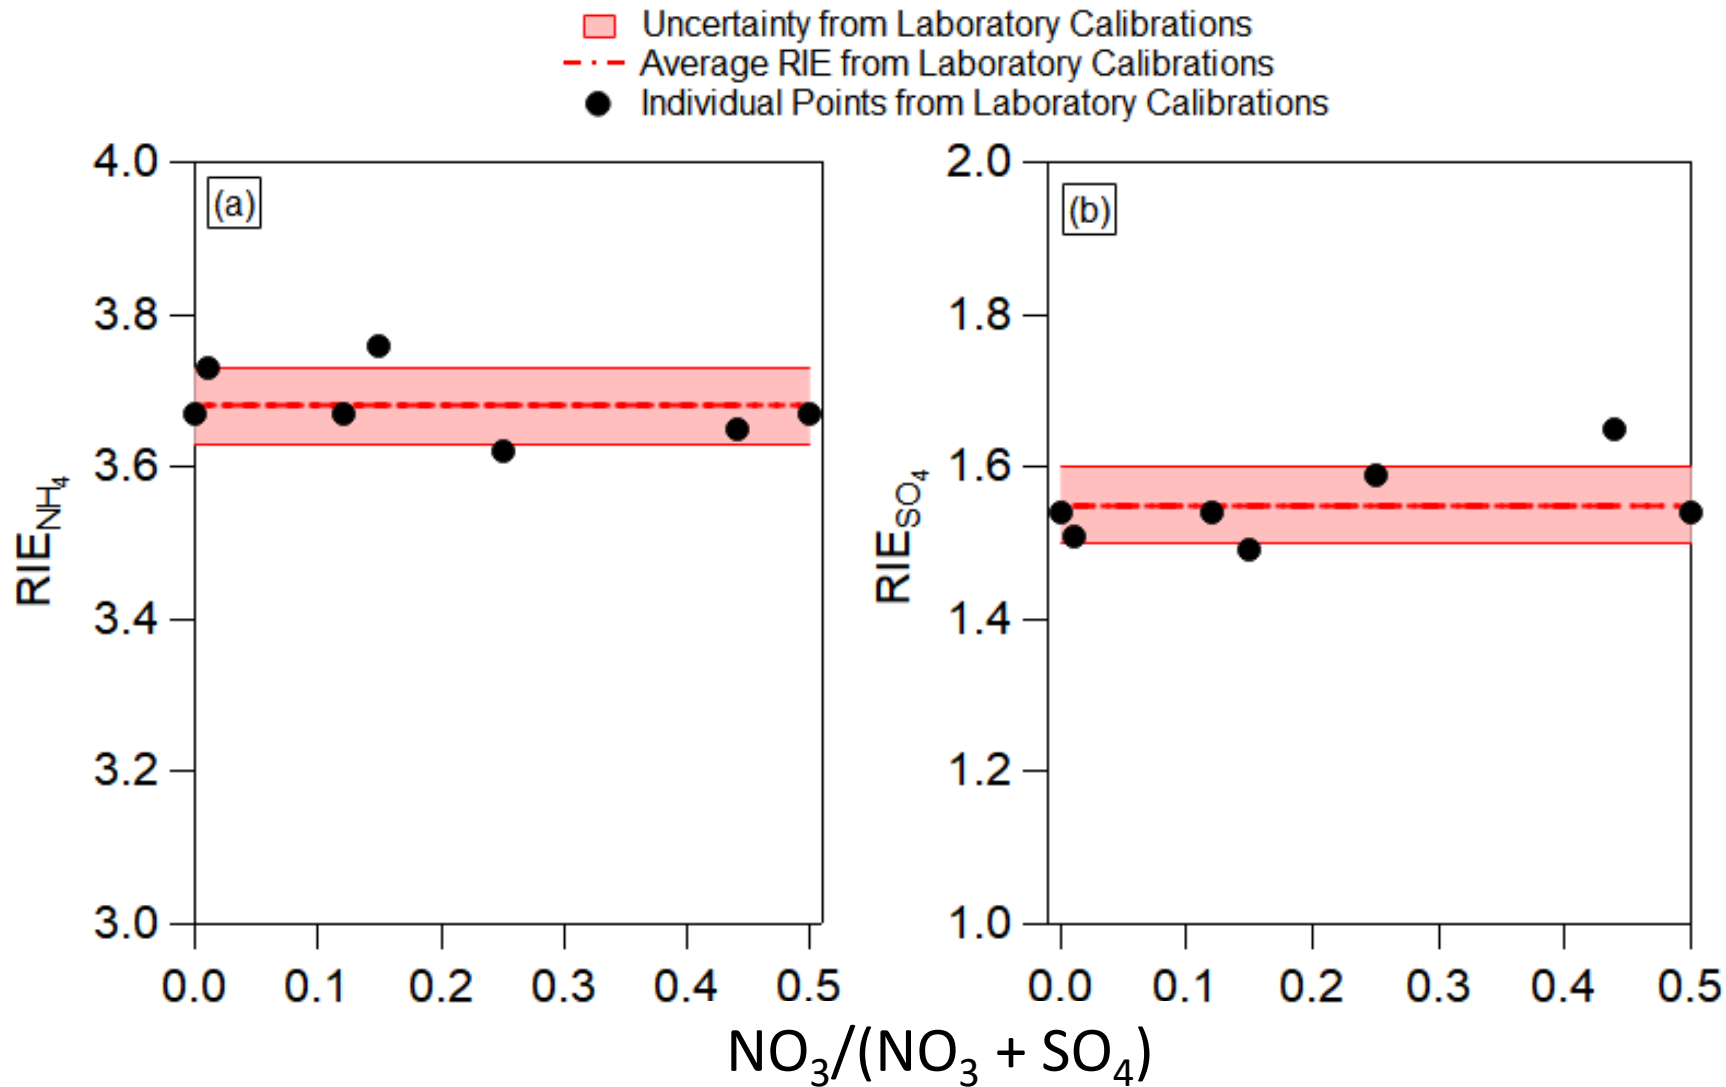 Uncertainty from Laboratory Calibrations
Average RIE from Laboratory Calibrations
Individual Points from Laboratory Calibrations
(a)
4.0
3.8
3.6
3.4
3.2
3.0
RIE_NH4
0.0 0.1 0.2 0.3 0.4 0.5
(b)
2.0
1.8
1.6
1.4
1.2
1.0
RIE_SO4
0.0 0.1 0.2 0.3 0.4 0.5
NO3/(NO3 + SO4)